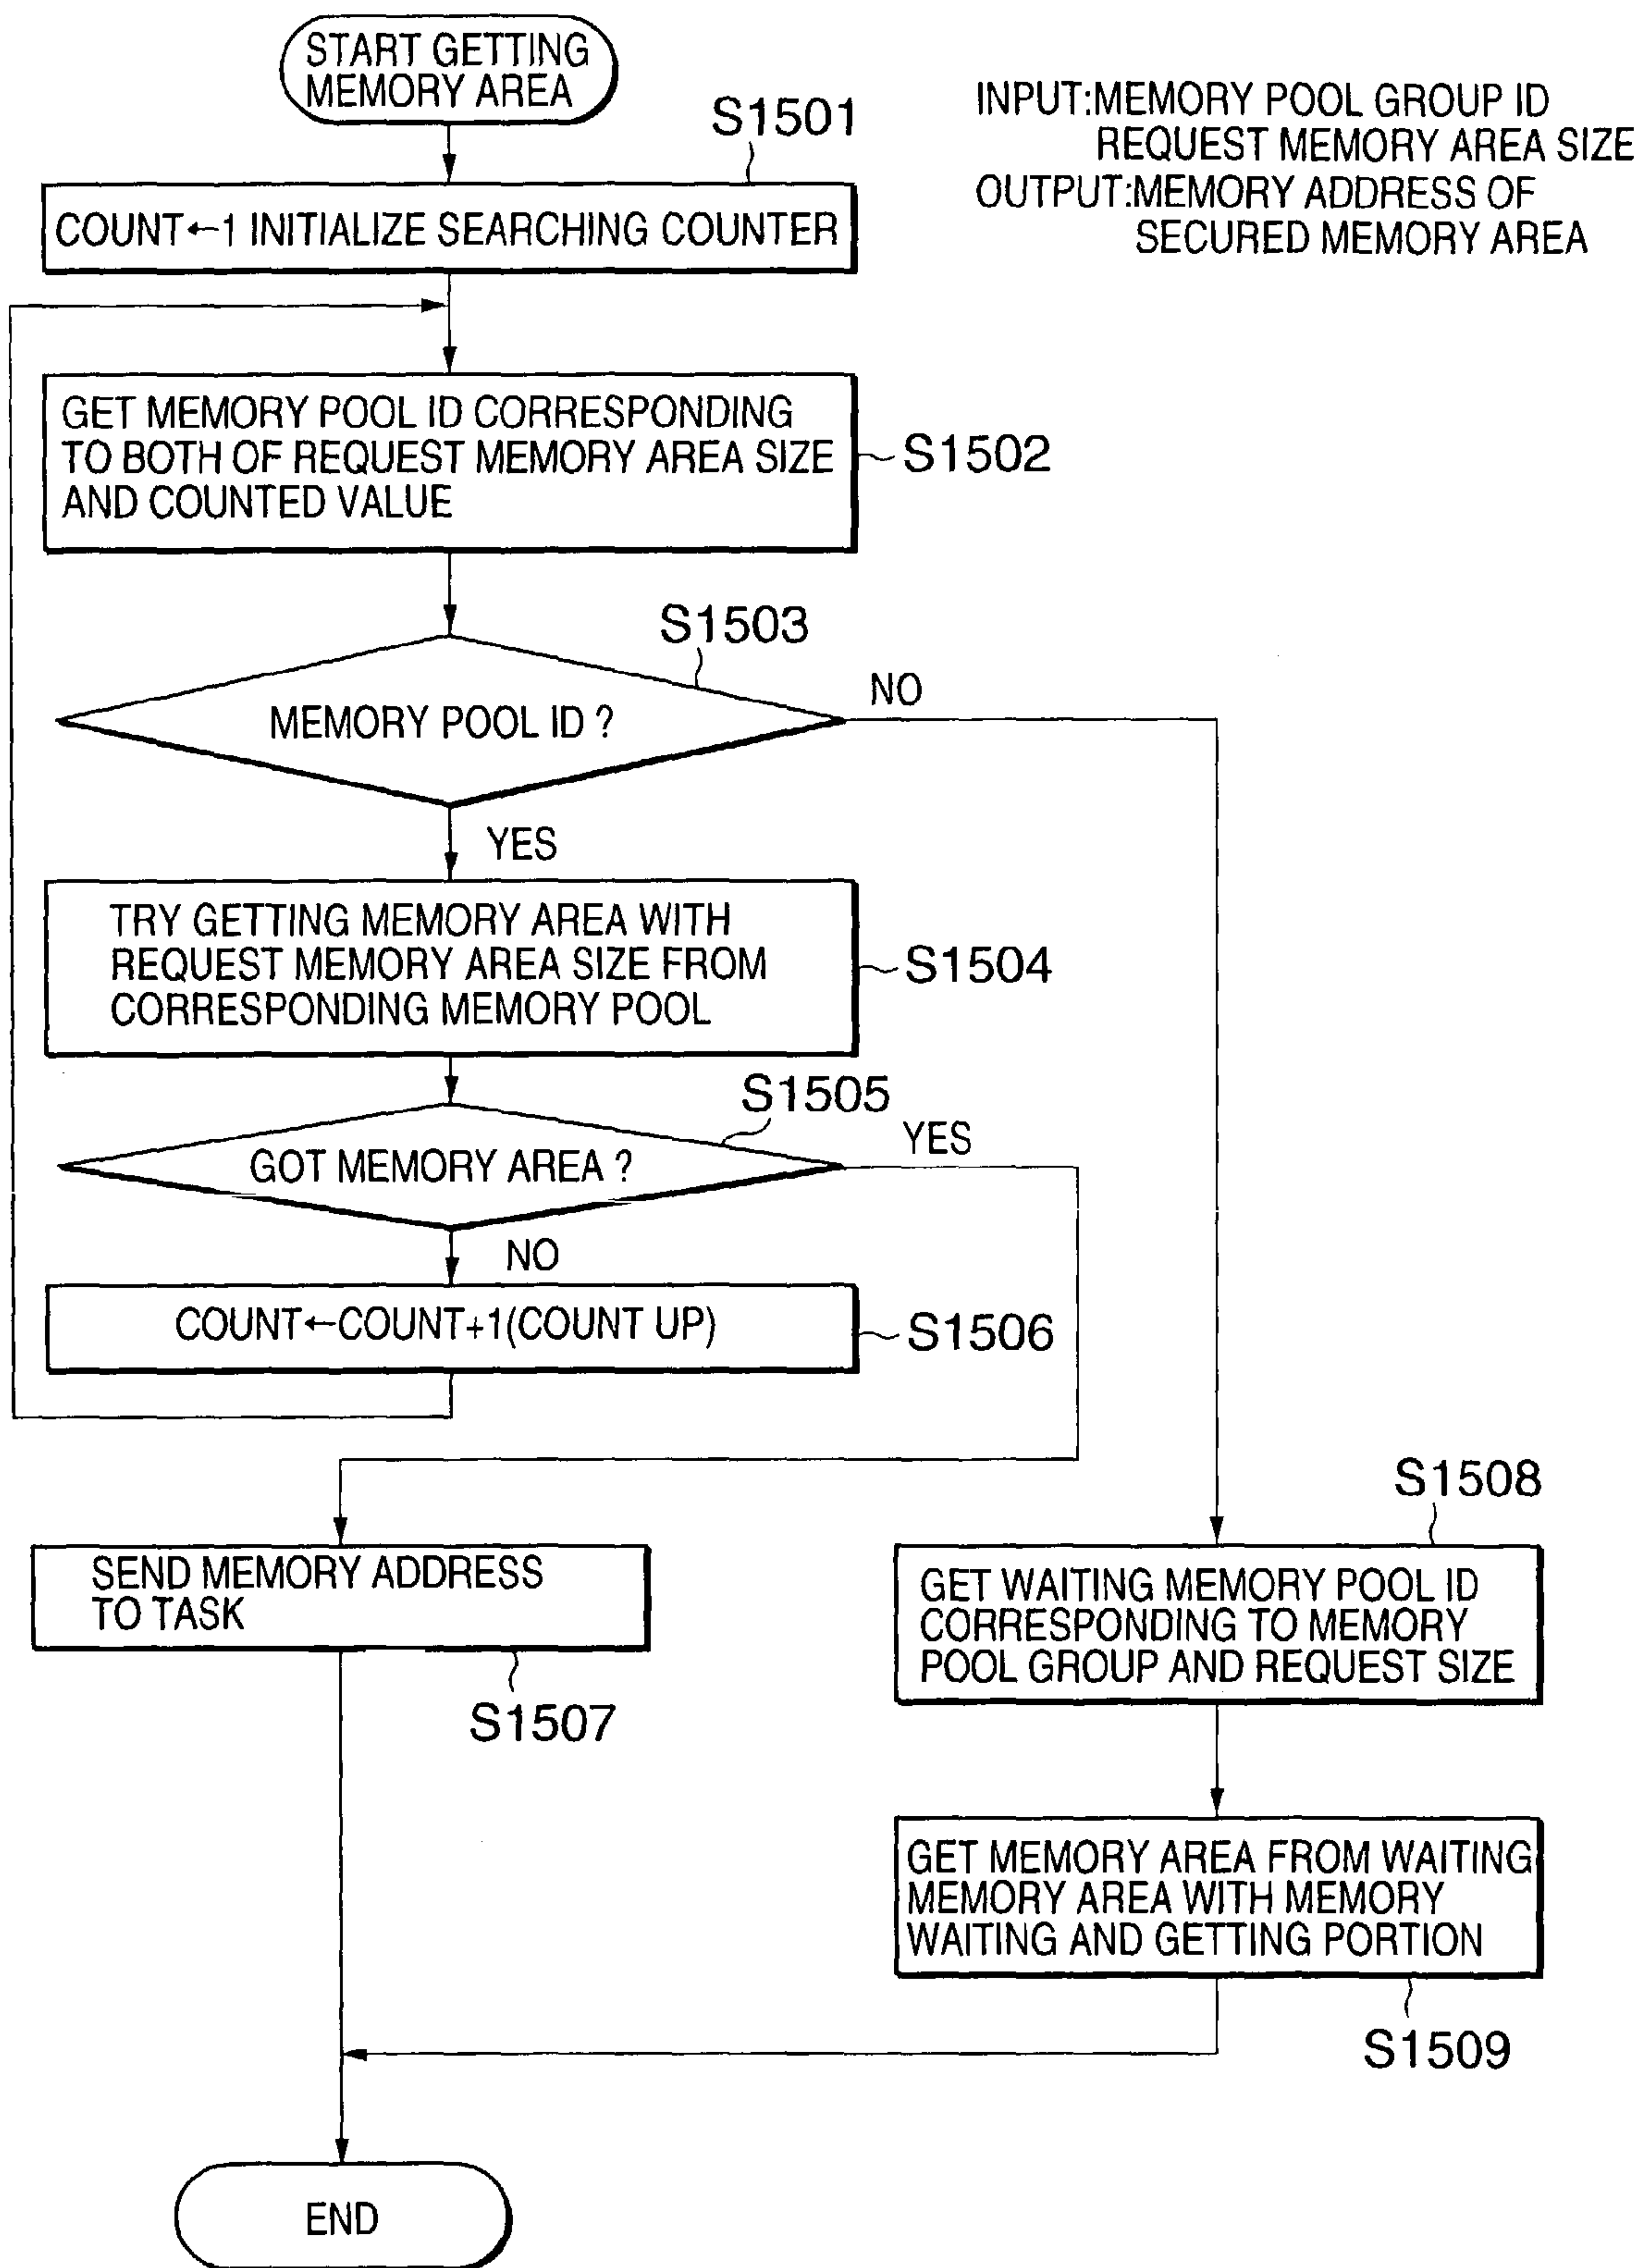 START GETTING
MEMORY AREA
INPUT:MEMORY POOL GROUP ID
REQUEST MEMORY AREA SIZE
OUTPUT:MEMORY ADDRESS OF
SECURED MEMORY AREA
S1501
COUNT←1 INITIALIZE SEARCHING COUNTER
GET MEMORY POOL ID CORRESPONDING
TO BOTH OF REQUEST MEMORY AREA SIZE
AND COUNTED VALUE
S1502
S1503
MEMORY POOL ID ?
NO
YES
TRY GETTING MEMORY AREA WITH
REQUEST MEMORY AREA SIZE FROM
CORRESPONDING MEMORY POOL
S1504
S1505
GOT MEMORY AREA ?
YES
NO
COUNT←COUNT+1(COUNT UP)
S1506
SEND MEMORY ADDRESS
TO TASK
S1507
S1508
GET WAITING MEMORY POOL ID
CORRESPONDING TO MEMORY
POOL GROUP AND REQUEST SIZE
GET MEMORY AREA FROM WAITING
MEMORY AREA WITH MEMORY
WAITING AND GETTING PORTION
S1509
END